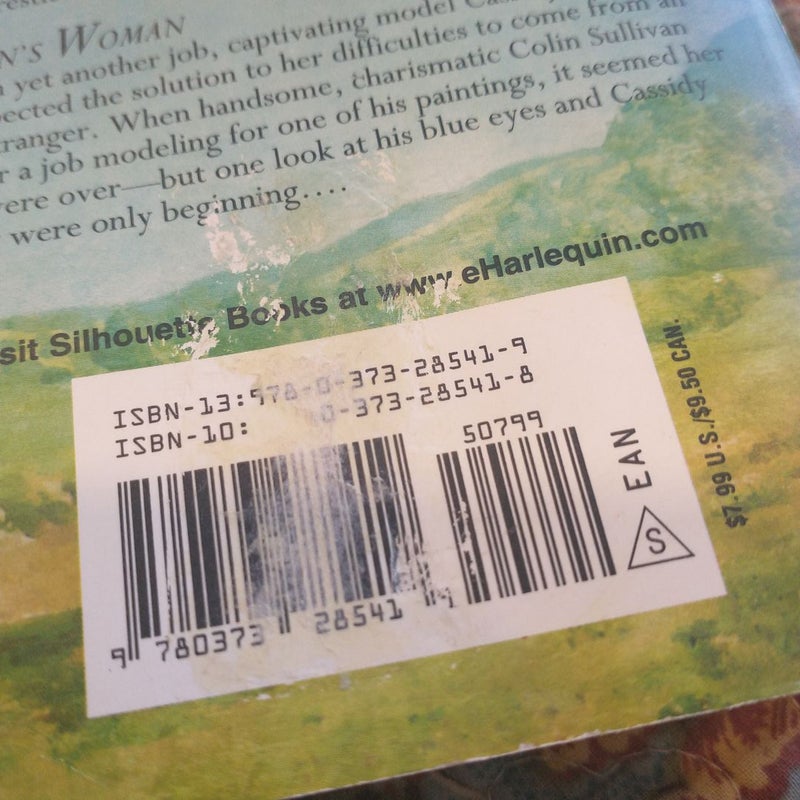 N'S WOMAN
yet another job, captivating model
ected the solution to her difficulties to come from an
ranger. When handsome, charismatic Colin Sullivan
r a job modeling for one of his paintings, it seemed her
ere over—but one look at his blue eyes and Cassidy
were only beginning....
sit Silhouette Books at www.eHarlequin.com
ISBN-13:978-0-373-28541-9
ISBN-10: 0-373-28541-8
50799
EAN
S
9 780373 285419
$7.99 U.S./$9.50 CAN.